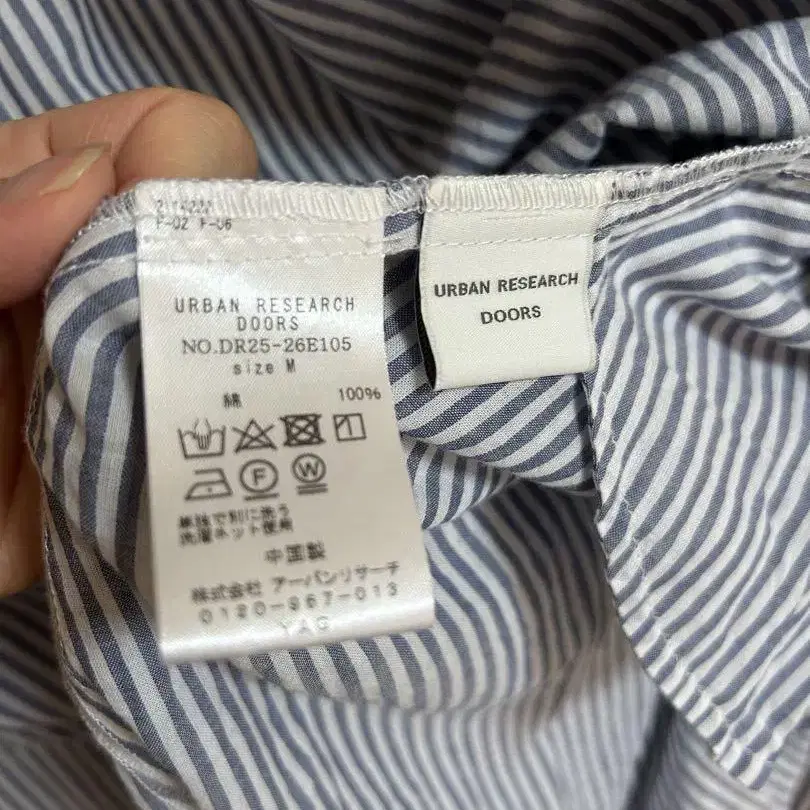 F-02 F-06
URBAN RESEARCH
DOORS
NO.DR25-26E105
size M
綿 100%
F
W
単独で別に洗う
洗濯ネット使用
中国製
株式会社 アーバンリサーチ
0120-967-013
YAG
URBAN RESEARCH
DOORS